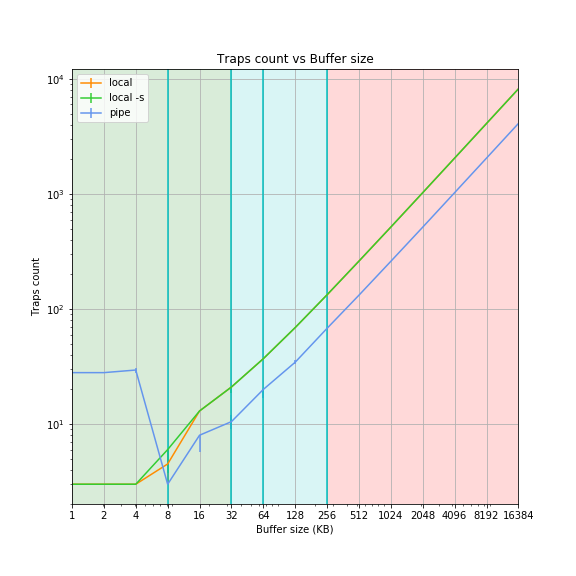 Traps count vs Buffer size
local
local -s
pipe
10⁴
10³
10²
10¹
Traps count
1 2 4 8 16 32 64 128 256 512 1024 2048 4096 8192 16384
Buffer size (KB)